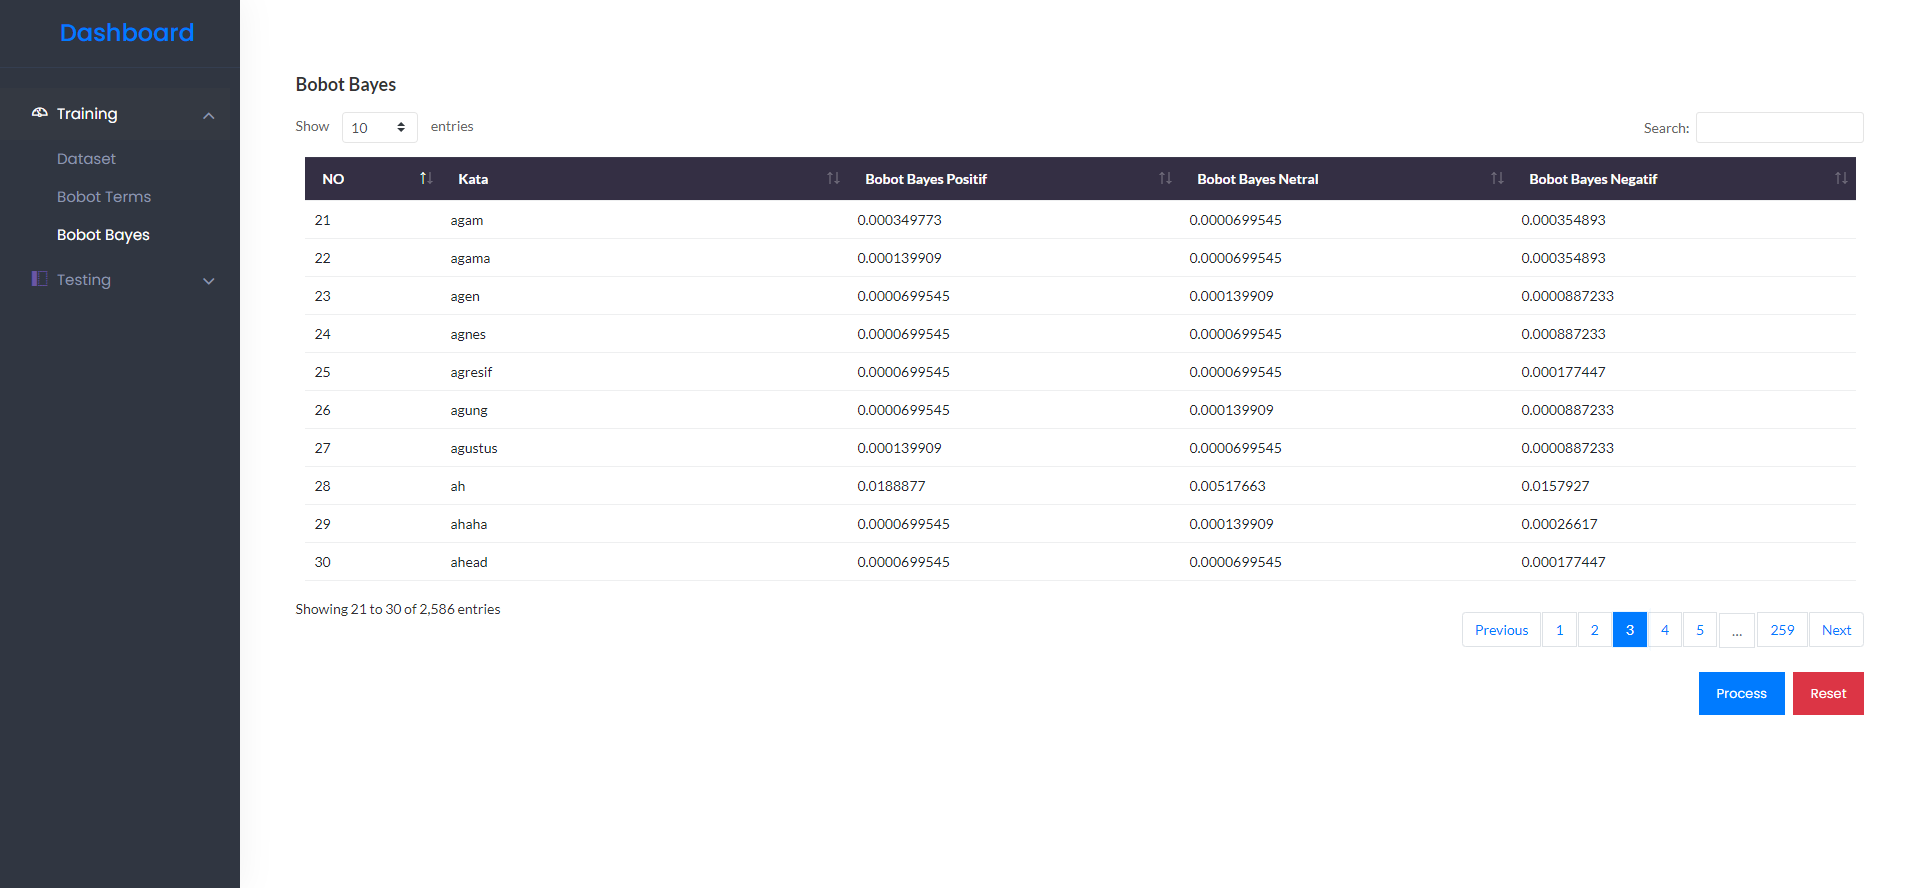 Dashboard
Training
Dataset
Bobot Terms
Bobot Bayes
Testing
Bobot Bayes
Show 10 entries Search:
NO Kata Bobot Bayes Positif Bobot Bayes Netral Bobot Bayes Negatif
21 agam 0.000349773 0.0000699545 0.000354893
22 agama 0.000139909 0.0000699545 0.000354893
23 agen 0.0000699545 0.000139909 0.0000887233
24 agnes 0.0000699545 0.0000699545 0.000887233
25 agresif 0.0000699545 0.0000699545 0.000177447
26 agung 0.0000699545 0.000139909 0.0000887233
27 agustus 0.000139909 0.0000699545 0.0000887233
28 ah 0.0188877 0.00517663 0.0157927
29 ahaha 0.0000699545 0.000139909 0.00026617
30 ahead 0.0000699545 0.0000699545 0.000177447
Showing 21 to 30 of 2,586 entries
Previous 1 2 3 4 5 ... 259 Next
Process Reset